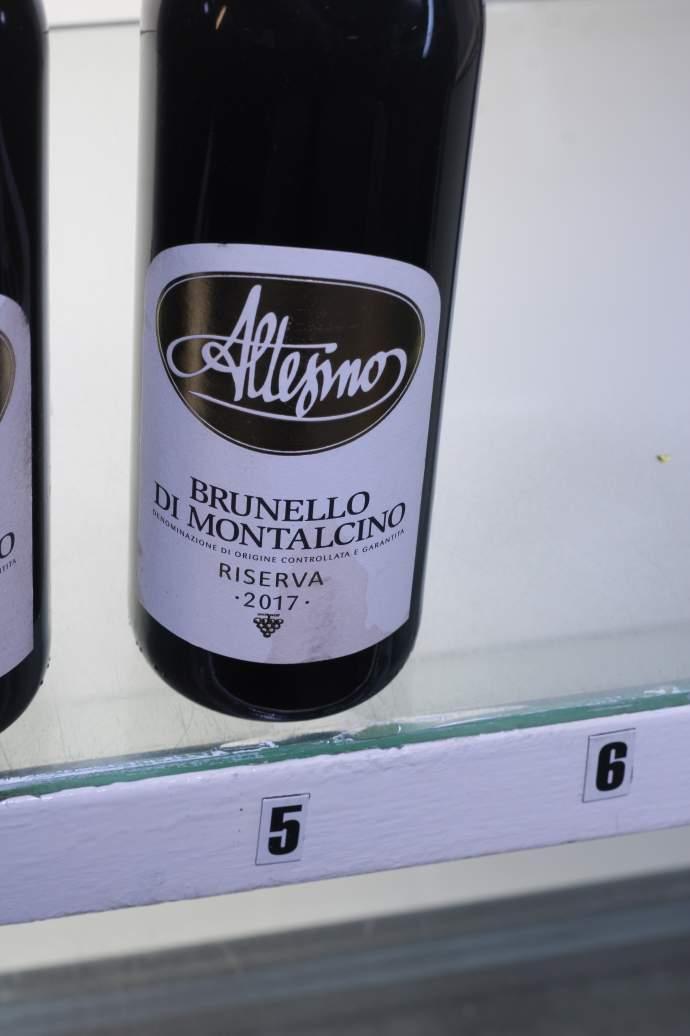 Altesino
BRUNELLO
DI MONTALCINO
DENOMINAZIONE DI ORIGINE CONTROLLATA E GARANTITA
RISERVA
·2017·
5
6